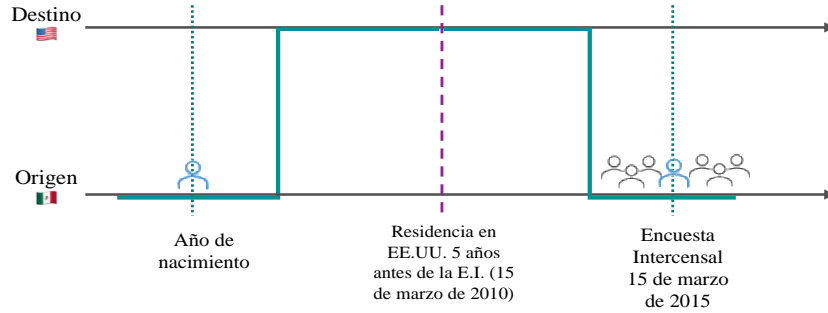 Destino
Origen
Año de
nacimiento
Residencia en
EE.UU. 5 años
antes de la E.I. (15
de marzo de 2010)
Encuesta
Intercensal
15 de marzo
de 2015